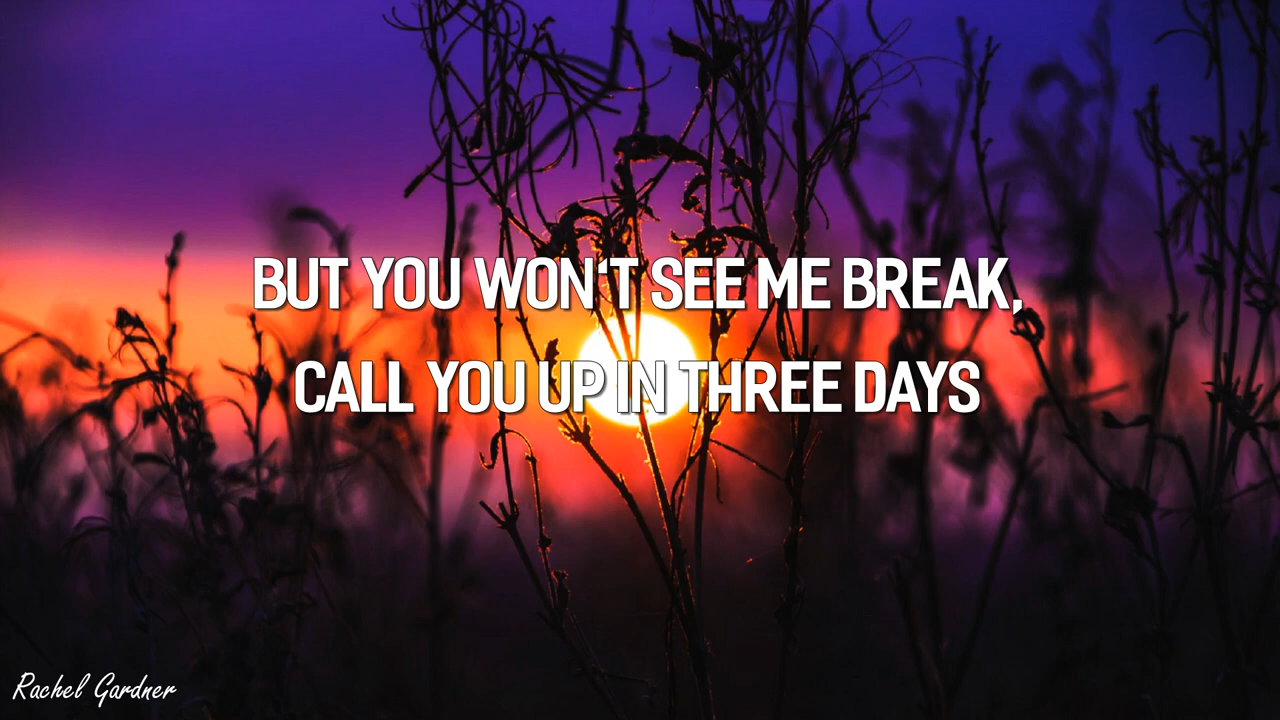 BUT YOU WON'T SEE ME BREAK,
CALL YOU UP IN THREE DAYS
Rachel Gardner